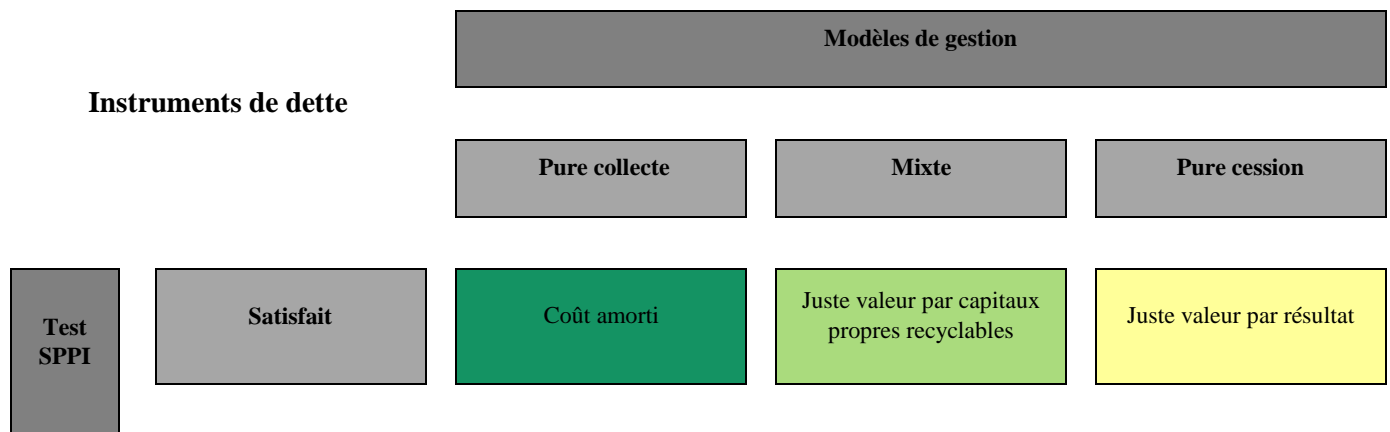 Modèles de gestion
Instruments de dette
Pure collecte
Mixte
Pure cession
Test
SPPI
Satisfait
Coût amorti
Juste valeur par capitaux
propres recyclables
Juste valeur par résultat